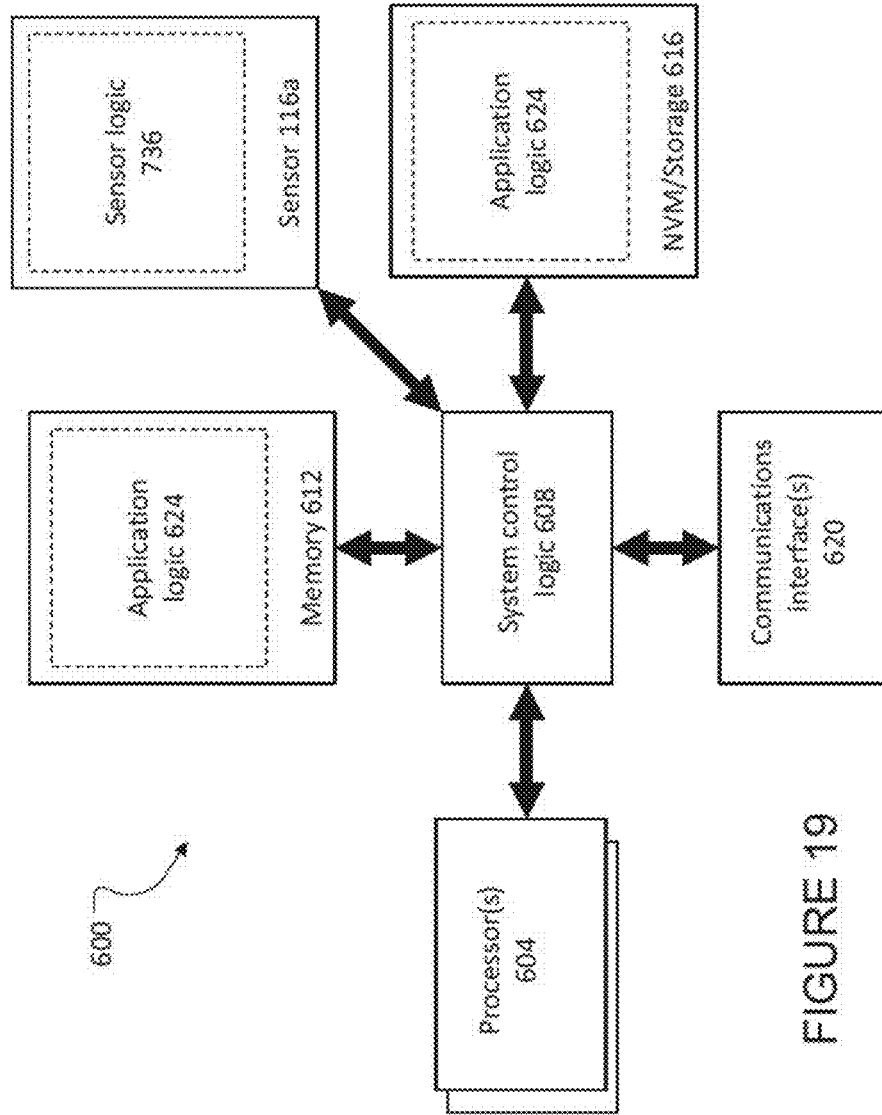 600
Processor(s)
604
Memory 612
Application
logic 624
System control
logic 608
Communications
interface(s)
620
Sensor logic
736
Sensor 116a
Application
logic 624
NVM/Storage 616
FIGURE 19